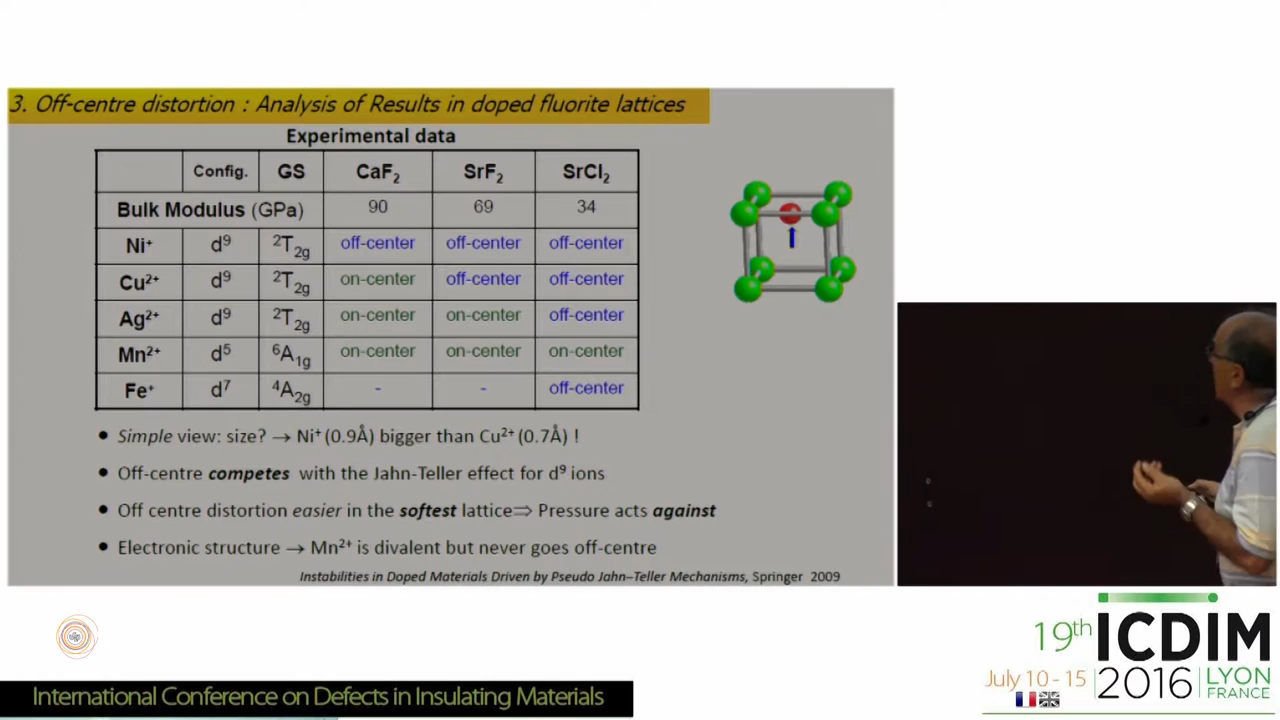 3. Off-centre distortion : Analysis of Results in doped fluorite lattices
Experimental data
Config. GS CaF₂ SrF₂ SrCl₂
Bulk Modulus (GPa) 90 69 34
Ni⁺ d⁹ ²T₂g off-center off-center off-center
Cu²⁺ d⁹ ²T₂g on-center off-center off-center
Ag²⁺ d⁹ ²T₂g on-center on-center off-center
Mn²⁺ d⁵ ⁶A₁g on-center on-center on-center
Fe⁺ d⁷ ⁴A₂g - - off-center
• Simple view: size? → Ni⁺ (0.9Å) bigger than Cu²⁺ (0.7Å) !
• Off-centre competes with the Jahn-Teller effect for d⁹ ions
• Off centre distortion easier in the softest lattice⇒ Pressure acts against
• Electronic structure → Mn²⁺ is divalent but never goes off-centre
Instabilities in Doped Materials Driven by Pseudo Jahn–Teller Mechanisms, Springer 2009
19th ICDIM
July 10 - 15 2016 LYON
FRANCE
International Conference on Defects in Insulating Materials